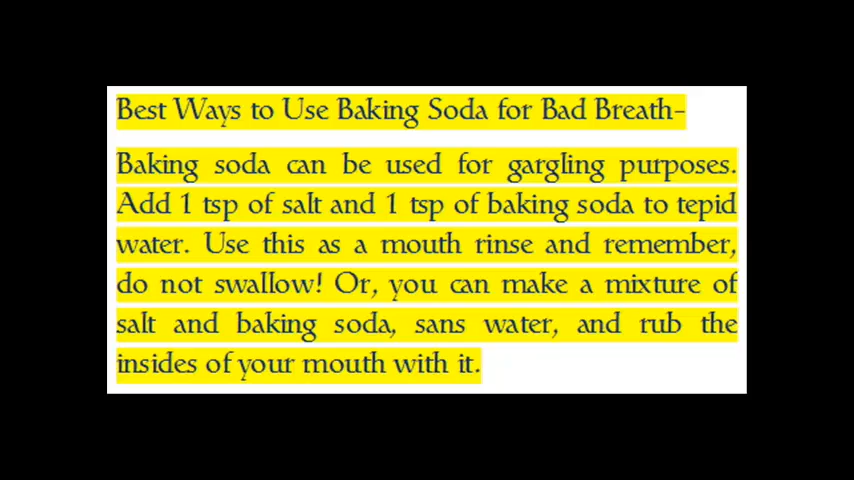 Best Ways to Use Baking Soda for Bad Breath-
Baking soda can be used for gargling purposes.
Add 1 tsp of salt and 1 tsp of baking soda to tepid
water. Use this as a mouth rinse and remember,
do not swallow! Or, you can make a mixture of
salt and baking soda, sans water, and rub the
insides of your mouth with it.